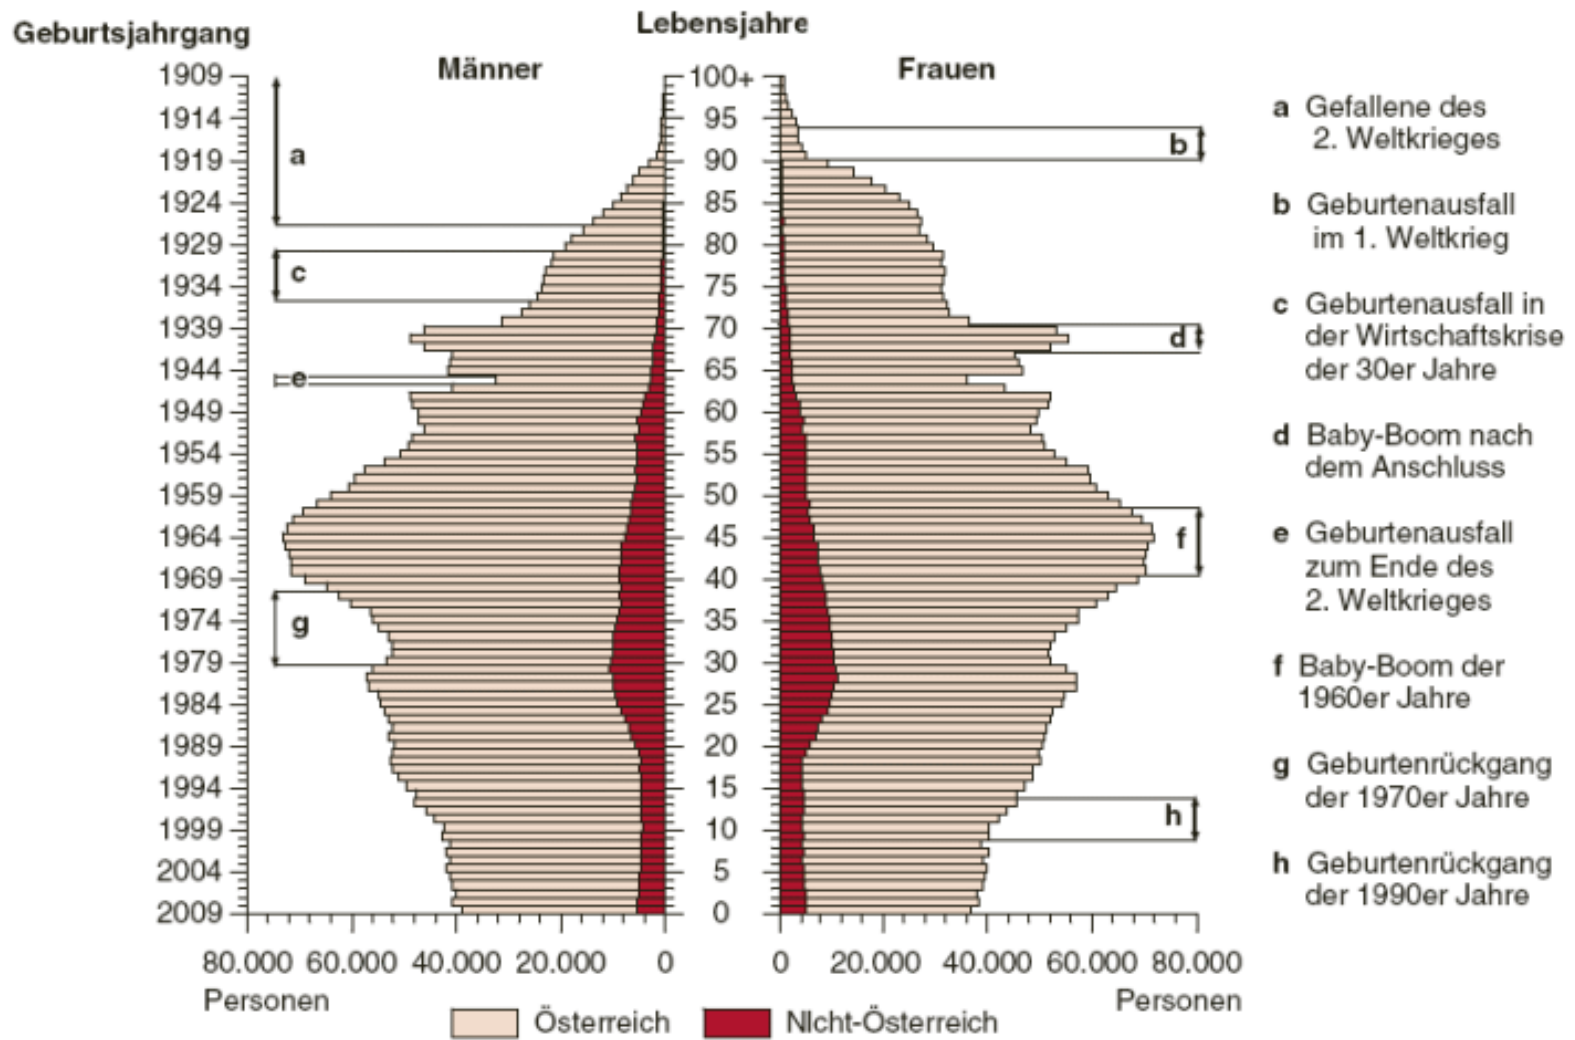 Lebensjahre
Geburtsjahrgang
Männer
Frauen
1909
1914
1919
1924
1929
1934
1939
1944
1949
1954
1959
1964
1969
1974
1979
1984
1989
1994
1999
2004
2009
100+
95
90
85
80
75
70
65
60
55
50
45
40
35
30
25
20
15
10
5
0
a
c
e
g
b
d
f
h
80.000 60.000 40.000 20.000 0
Personen
0 20.000 40.000 60.000 80.000
Personen
Österreich
NIcht-Österreich
a Gefallene des
2. Weltkrieges
b Geburtenausfall
im 1. Weltkrieg
c Geburtenausfall in
der Wirtschaftskrise
der 30er Jahre
d Baby-Boom nach
dem Anschluss
e Geburtenausfall
zum Ende des
2. Weltkrieges
f Baby-Boom der
1960er Jahre
g Geburtenrückgang
der 1970er Jahre
h Geburtenrückgang
der 1990er Jahre